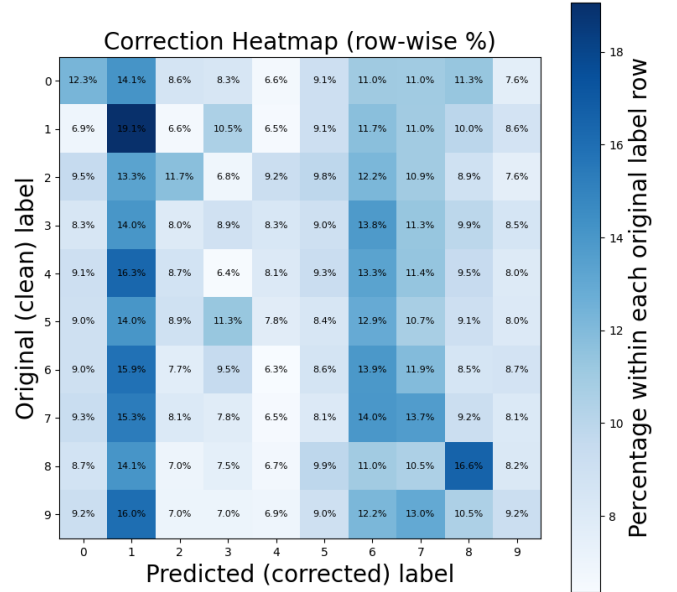 Correction Heatmap (row-wise %)
0 12.3% 14.1% 8.6% 8.3% 6.6% 9.1% 11.0% 11.0% 11.3% 7.6%
1 6.9% 19.1% 6.6% 10.5% 6.5% 9.1% 11.7% 11.0% 10.0% 8.6%
2 9.5% 13.3% 11.7% 6.8% 9.2% 9.8% 12.2% 10.9% 8.9% 7.6%
3 8.3% 14.0% 8.0% 8.9% 8.3% 9.0% 13.8% 11.3% 9.9% 8.5%
4 9.1% 16.3% 8.7% 6.4% 8.1% 9.3% 13.3% 11.4% 9.5% 8.0%
5 9.0% 14.0% 8.9% 11.3% 7.8% 8.4% 12.9% 10.7% 9.1% 8.0%
6 9.0% 15.9% 7.7% 9.5% 6.3% 8.6% 13.9% 11.9% 8.5% 8.7%
7 9.3% 15.3% 8.1% 7.8% 6.5% 8.1% 14.0% 13.7% 9.2% 8.1%
8 8.7% 14.1% 7.0% 7.5% 6.7% 9.9% 11.0% 10.5% 16.6% 8.2%
9 9.2% 16.0% 7.0% 7.0% 6.9% 9.0% 12.2% 13.0% 10.5% 9.2%
0 1 2 3 4 5 6 7 8 9
Predicted (corrected) label
Original (clean) label
18
16
14
12
10
8
Percentage within each original label row